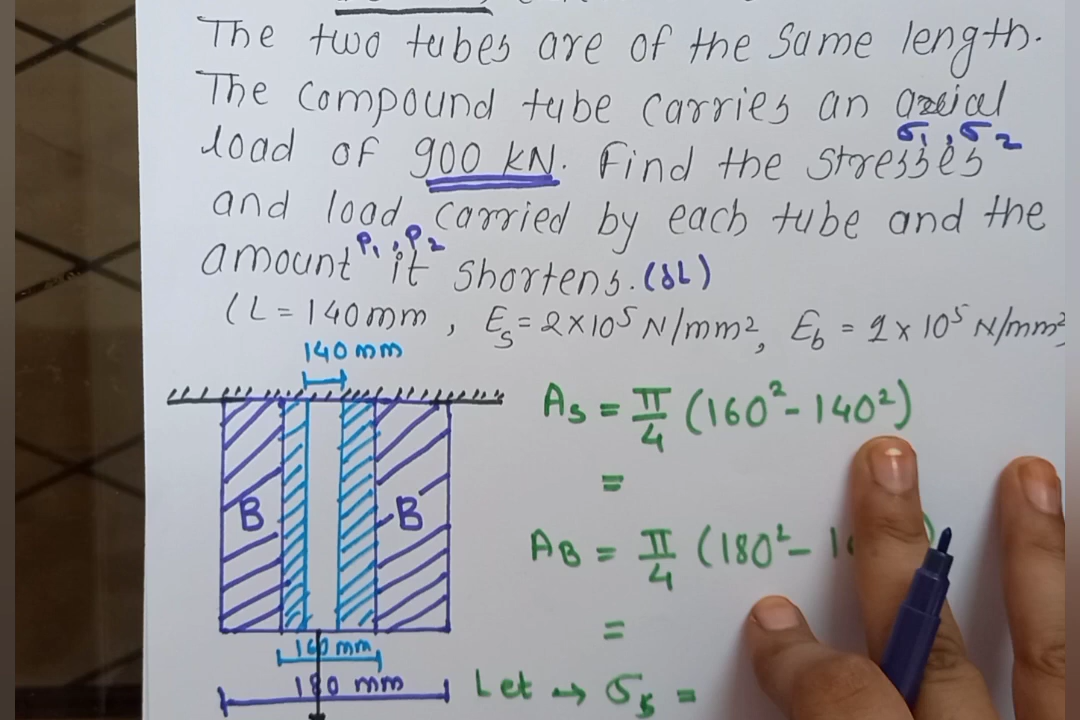 The two tubes are of the same length.
The compound tube carries an axial
load of 900 KN. Find the stresses
σ₁, σ₂
and load carried by each tube and the
P₁, P₂
amount it shortens. (δL)
(L = 140mm, Es = 2×10⁵ N/mm², Eb = 1×10⁵ N/mm²
140 mm
As = π/4 (160² - 140²)
=
B
B
AB = π/4 (180² -
=
160 mm
180 mm
Let → σs =